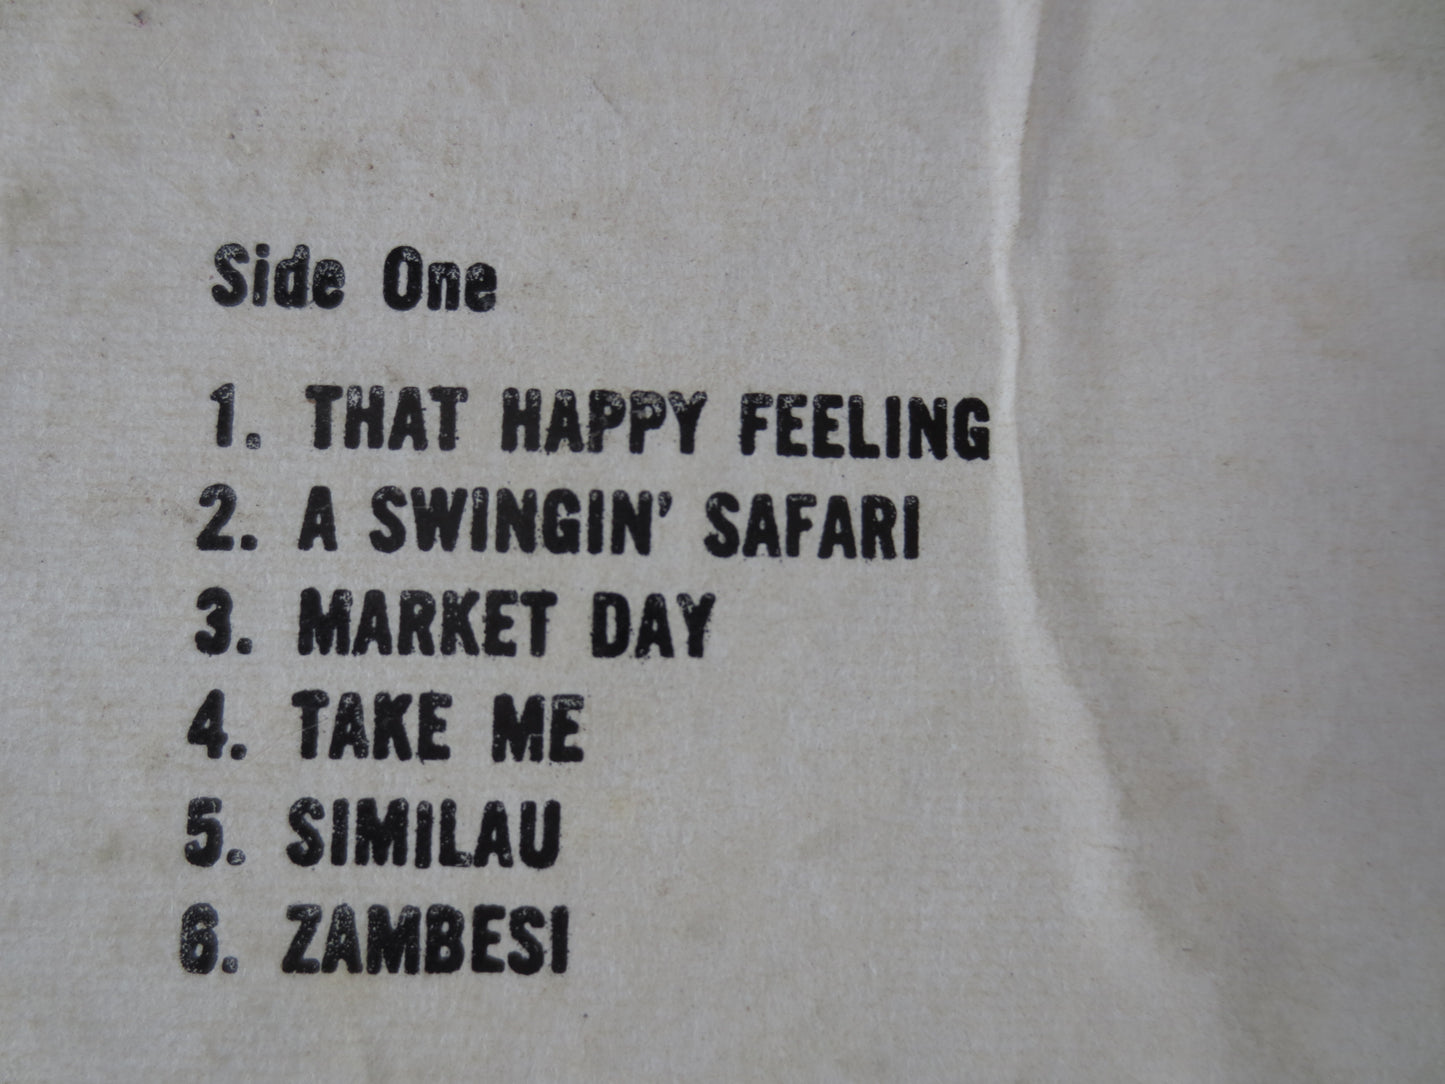 Side One
1. THAT HAPPY FEELING
2. A SWINGIN' SAFARI
3. MARKET DAY
4. TAKE ME
5. SIMILAU
6. ZAMBESI